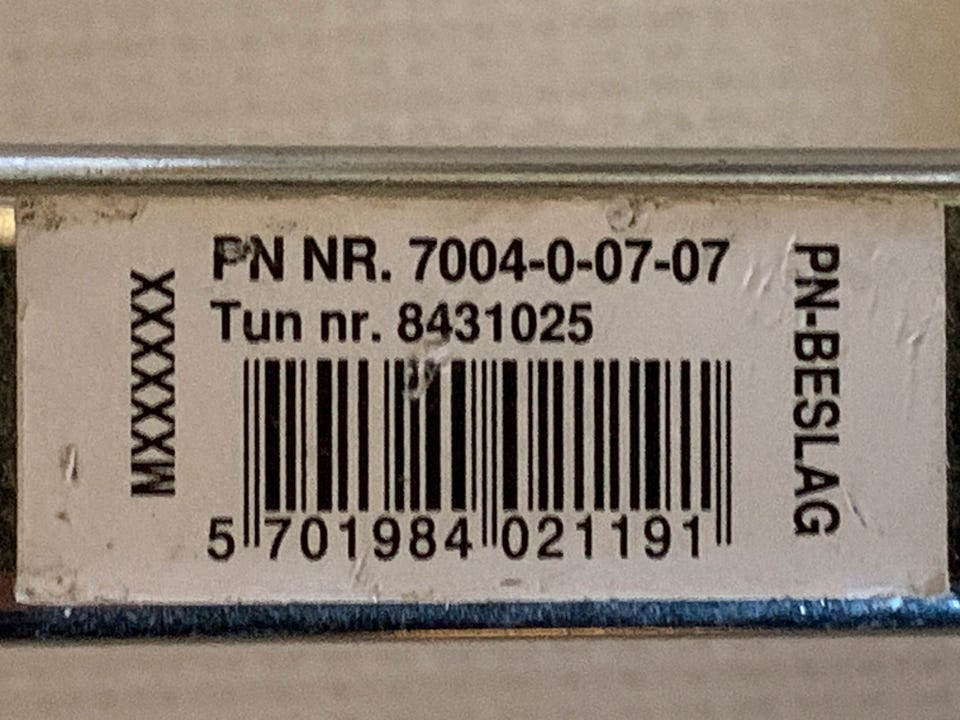 PN NR. 7004-0-07-07
Tun nr. 8431025
MXXXXXX
PN-BESLAG
5 701984 021191